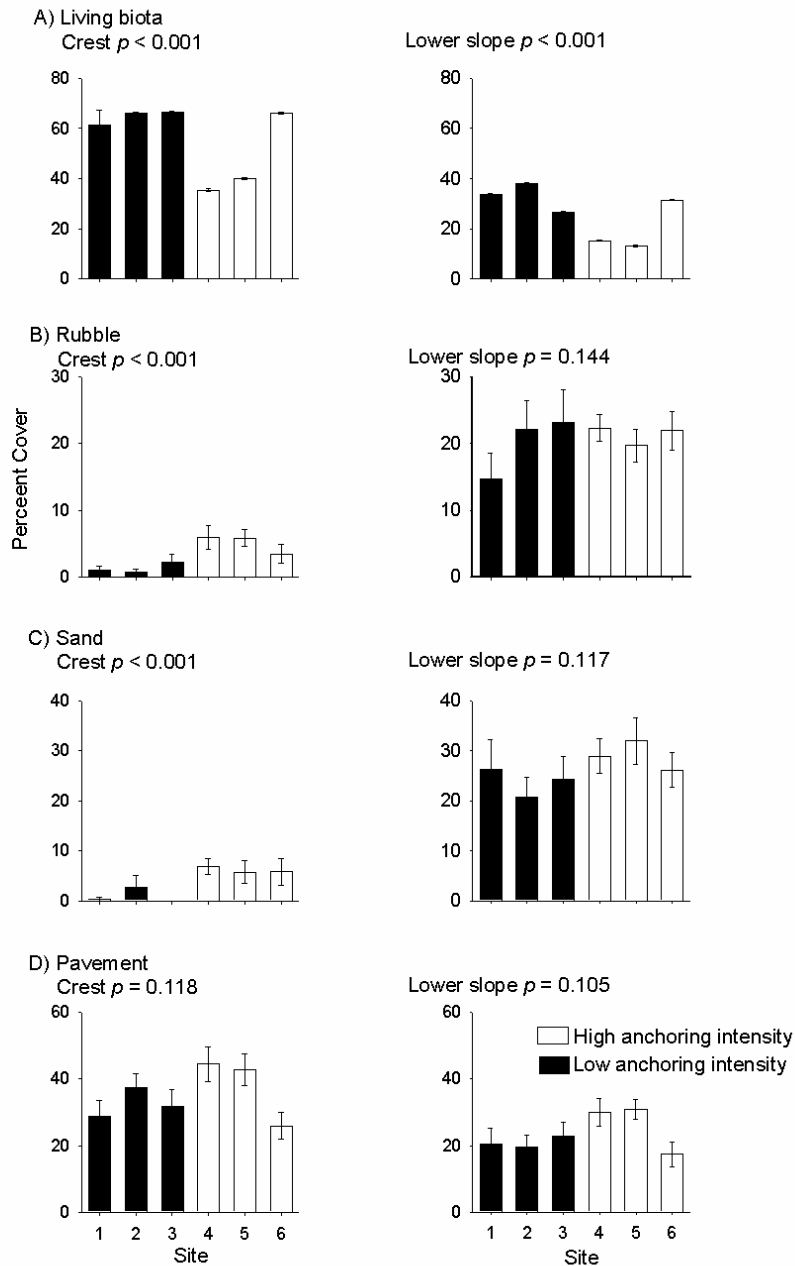 A) Living biota
Crest p < 0.001
Lower slope p < 0.001
80
60
40
20
0
80
60
40
20
0
B) Rubble
Crest p < 0.001
Lower slope p = 0.144
30
20
10
0
30
20
10
0
Perceent Cover
C) Sand
Crest p < 0.001
Lower slope p = 0.117
40
30
20
10
0
40
30
20
10
0
D) Pavement
Crest p = 0.118
Lower slope p = 0.105
60
40
20
0
60
40
20
0
High anchoring intensity
Low anchoring intensity
1 2 3 4 5 6
Site
1 2 3 4 5 6
Site